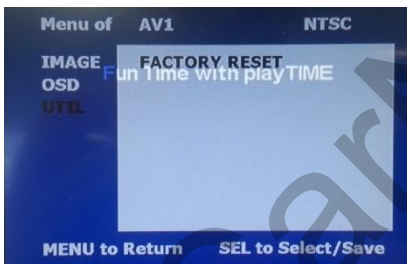 Menu of AV1 NTSC
IMAGE FACTORY RESET
Fun Time with playTIME
OSD
UTIL
MENU to Return SEL to Select/Save